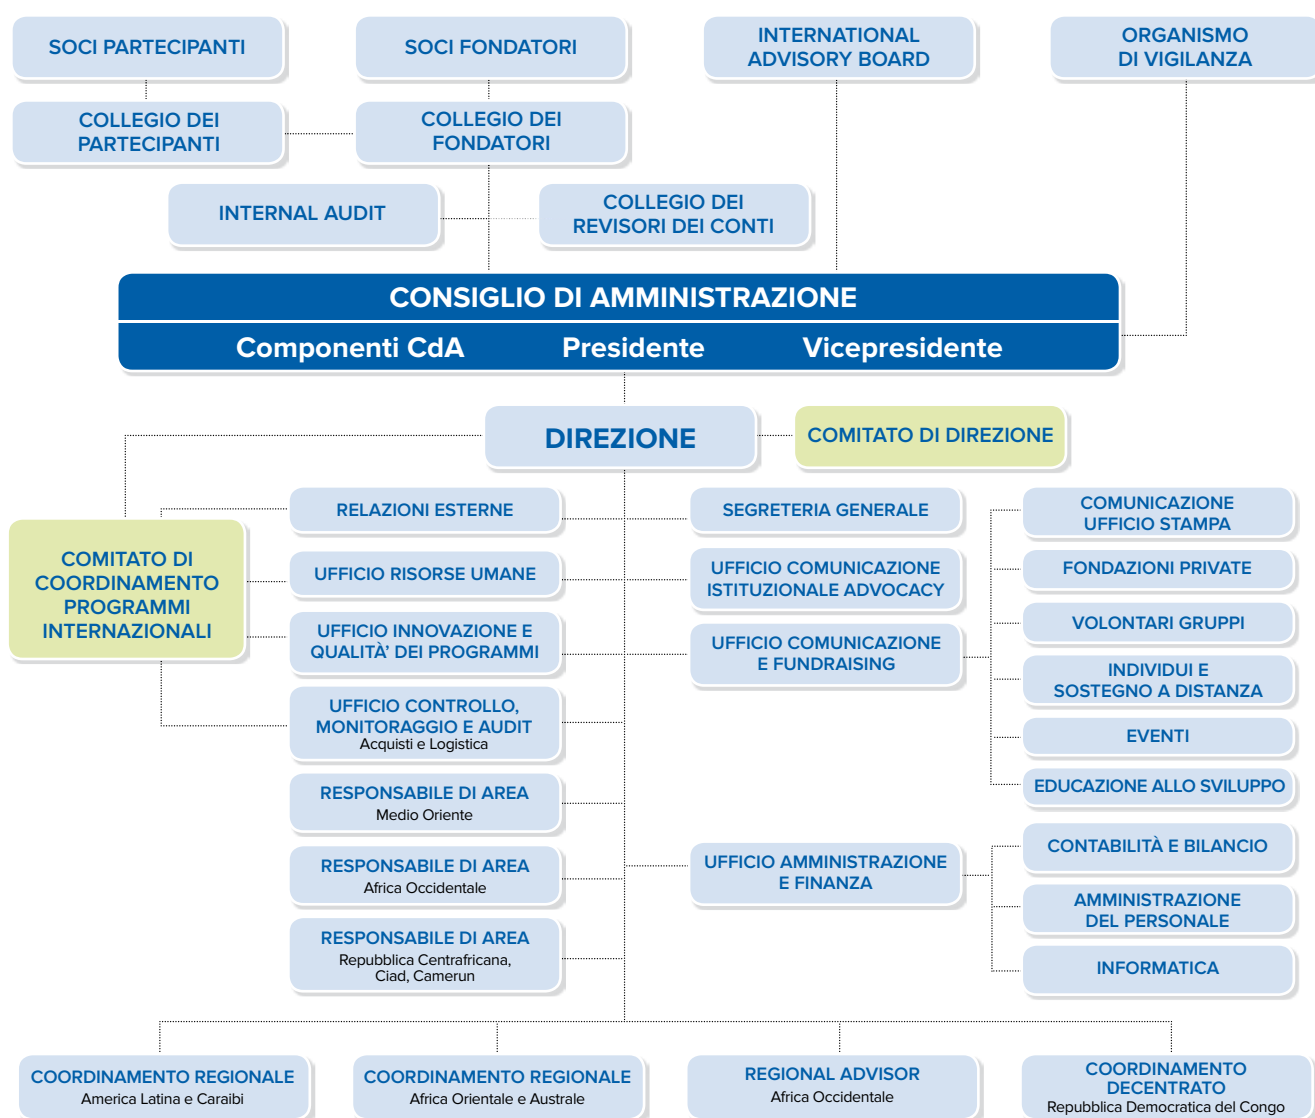 SOCI PARTECIPANTI
SOCI FONDATORI
INTERNATIONAL
ADVISORY BOARD
ORGANISMO
DI VIGILANZA
COLLEGIO DEI
PARTECIPANTI
COLLEGIO DEI
FONDATORI
INTERNAL AUDIT
COLLEGIO DEI
REVISORI DEI CONTI
CONSIGLIO DI AMMINISTRAZIONE
Componenti CdA Presidente Vicepresidente
DIREZIONE
COMITATO DI DIREZIONE
COMITATO DI
COORDINAMENTO
PROGRAMMI
INTERNAZIONALI
RELAZIONI ESTERNE
UFFICIO RISORSE UMANE
UFFICIO INNOVAZIONE E
QUALITÀ' DEI PROGRAMMI
UFFICIO CONTROLLO,
MONITORAGGIO E AUDIT
Acquisti e Logistica
RESPONSABILE DI AREA
Medio Oriente
RESPONSABILE DI AREA
Africa Occidentale
RESPONSABILE DI AREA
Repubblica Centrafricana,
Ciad, Camerun
SEGRETERIA GENERALE
UFFICIO COMUNICAZIONE
ISTITUZIONALE ADVOCACY
UFFICIO COMUNICAZIONE
E FUNDRAISING
UFFICIO AMMINISTRAZIONE
E FINANZA
COMUNICAZIONE
UFFICIO STAMPA
FONDAZIONI PRIVATE
VOLONTARI GRUPPI
INDIVIDUI E
SOSTEGNO A DISTANZA
EVENTI
EDUCAZIONE ALLO SVILUPPO
CONTABILITÀ E BILANCIO
AMMINISTRAZIONE
DEL PERSONALE
INFORMATICA
COORDINAMENTO REGIONALE
America Latina e Caraibi
COORDINAMENTO REGIONALE
Africa Orientale e Australe
REGIONAL ADVISOR
Africa Occidentale
COORDINAMENTO
DECENTRATO
Repubblica Democratica del Congo